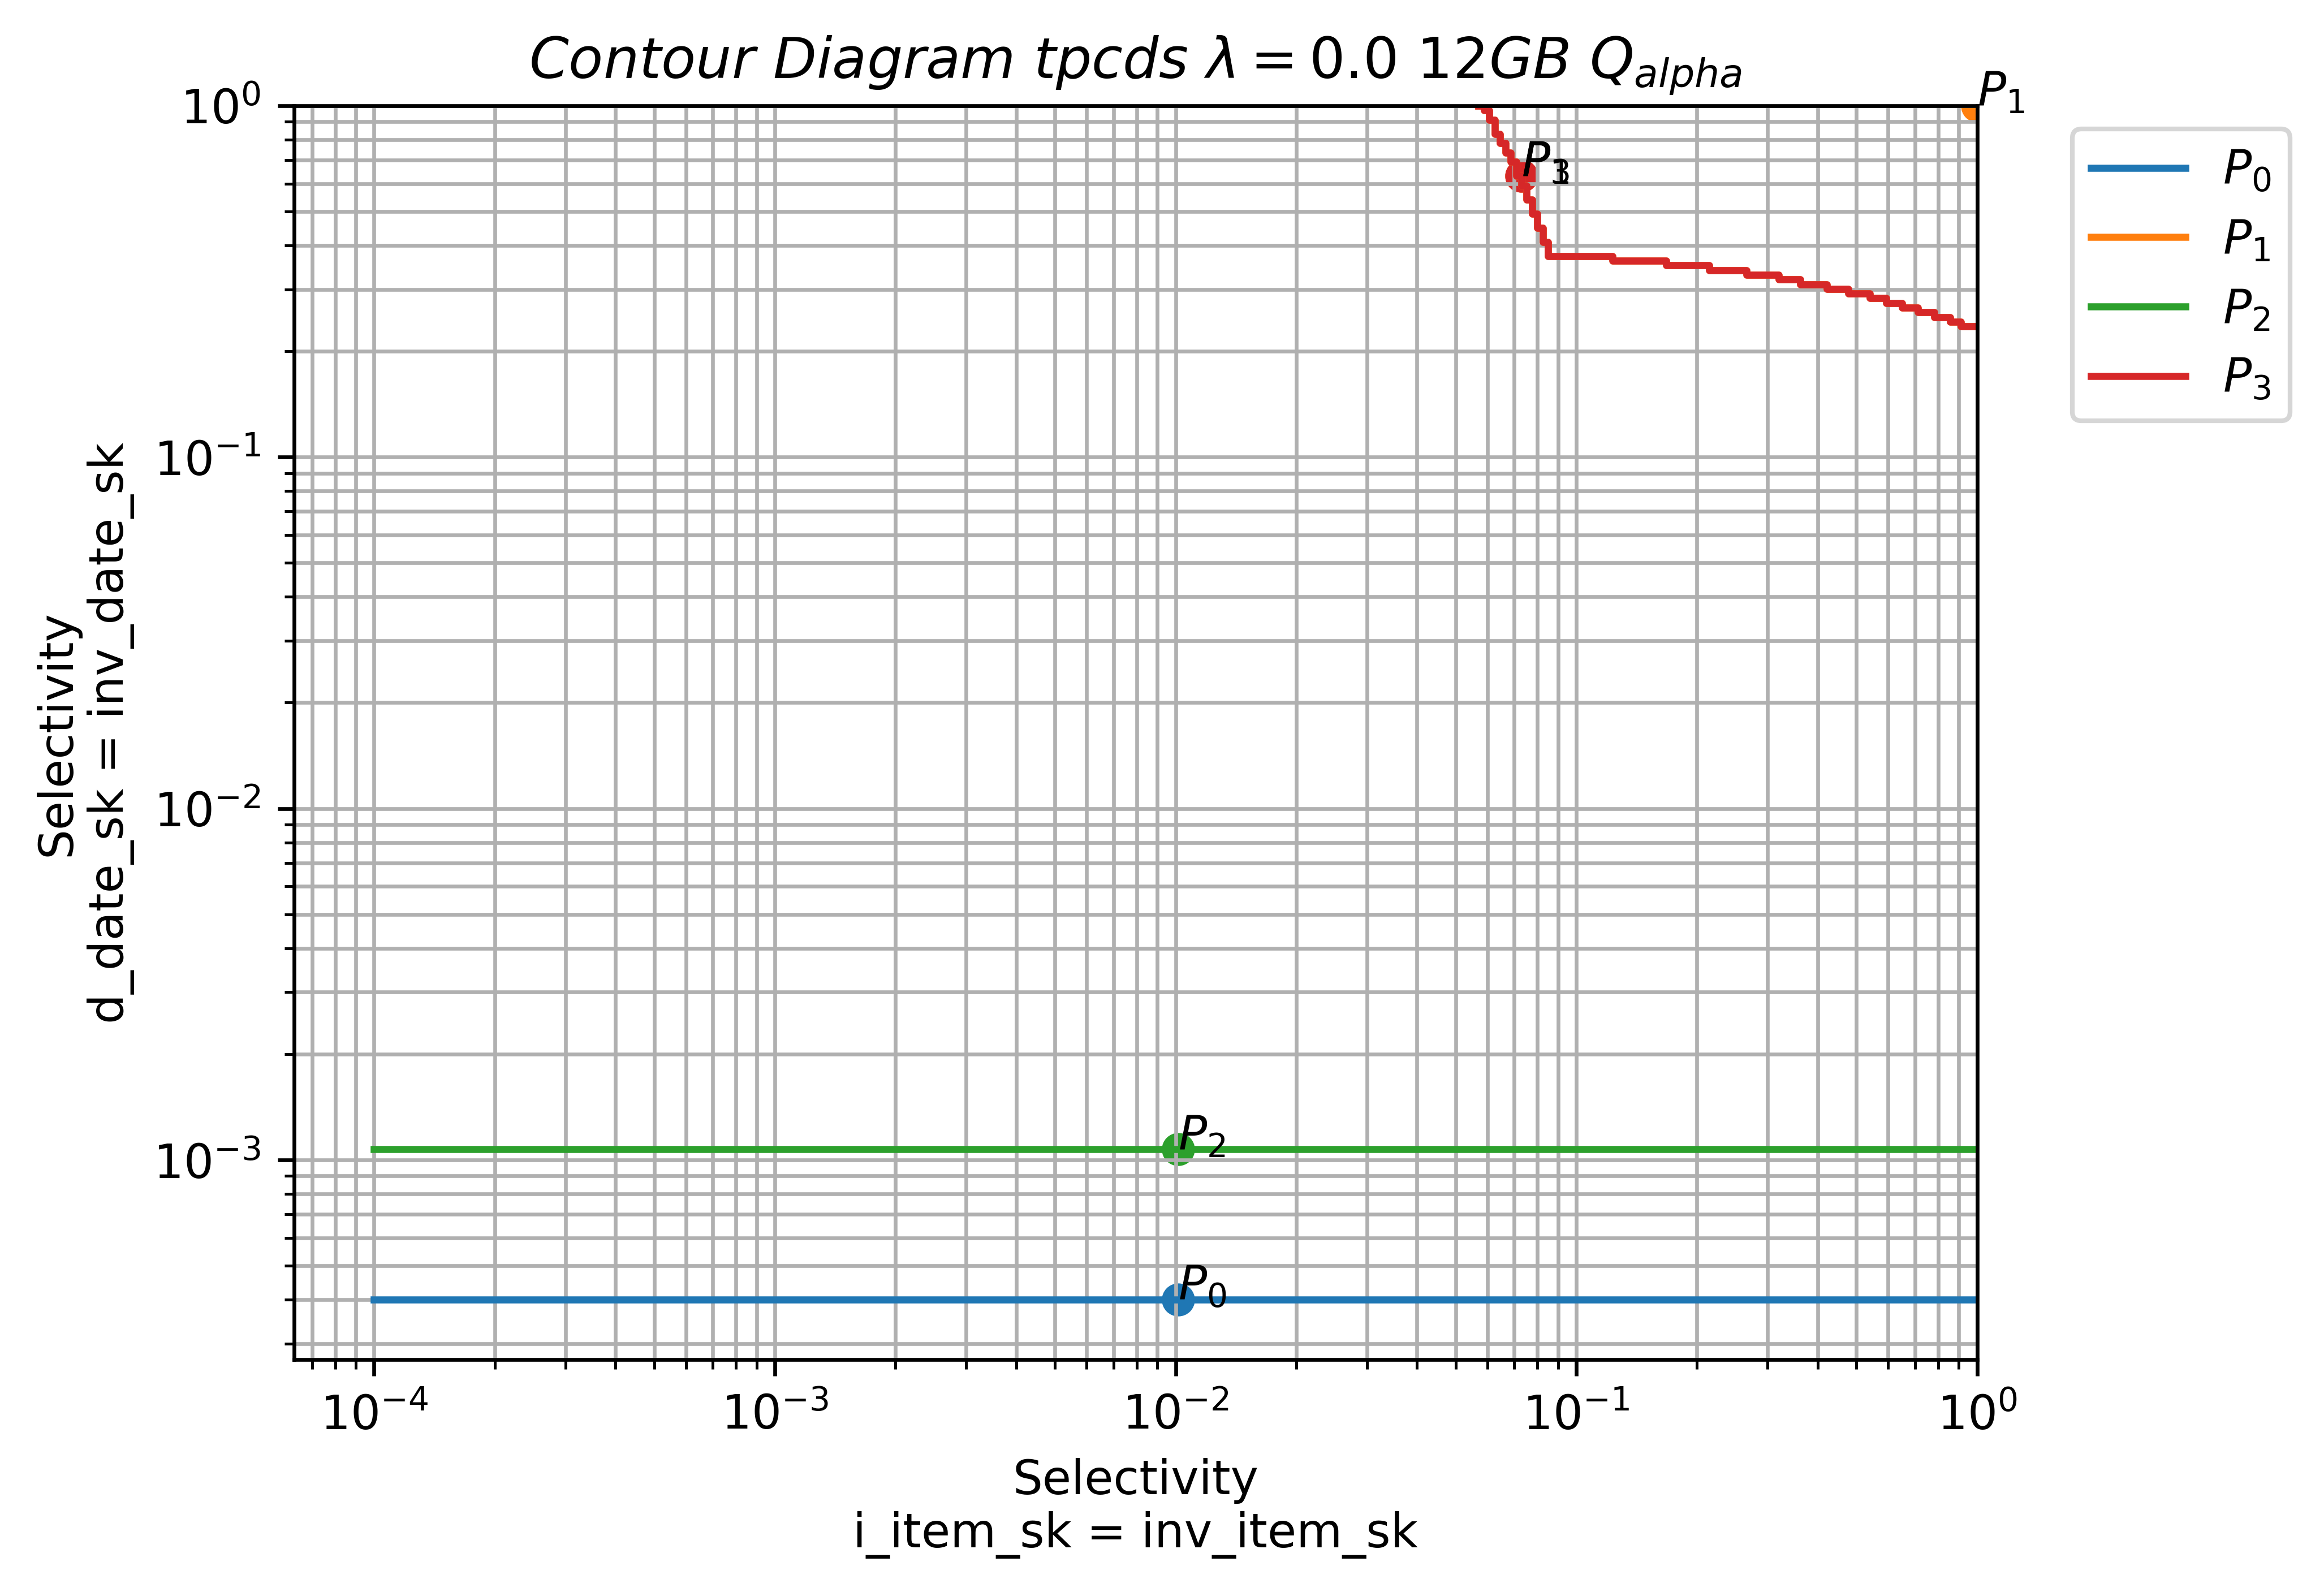 Contour Diagram tpcds λ = 0.0 12GB Q_alpha
P_1
10^0
10^-1
10^-2
10^-3
Selectivity
d_date_sk = inv_date_sk
P_3
P_2
P_0
10^-4
10^-3
10^-2
10^-1
10^0
Selectivity
i_item_sk = inv_item_sk
P_0
P_1
P_2
P_3